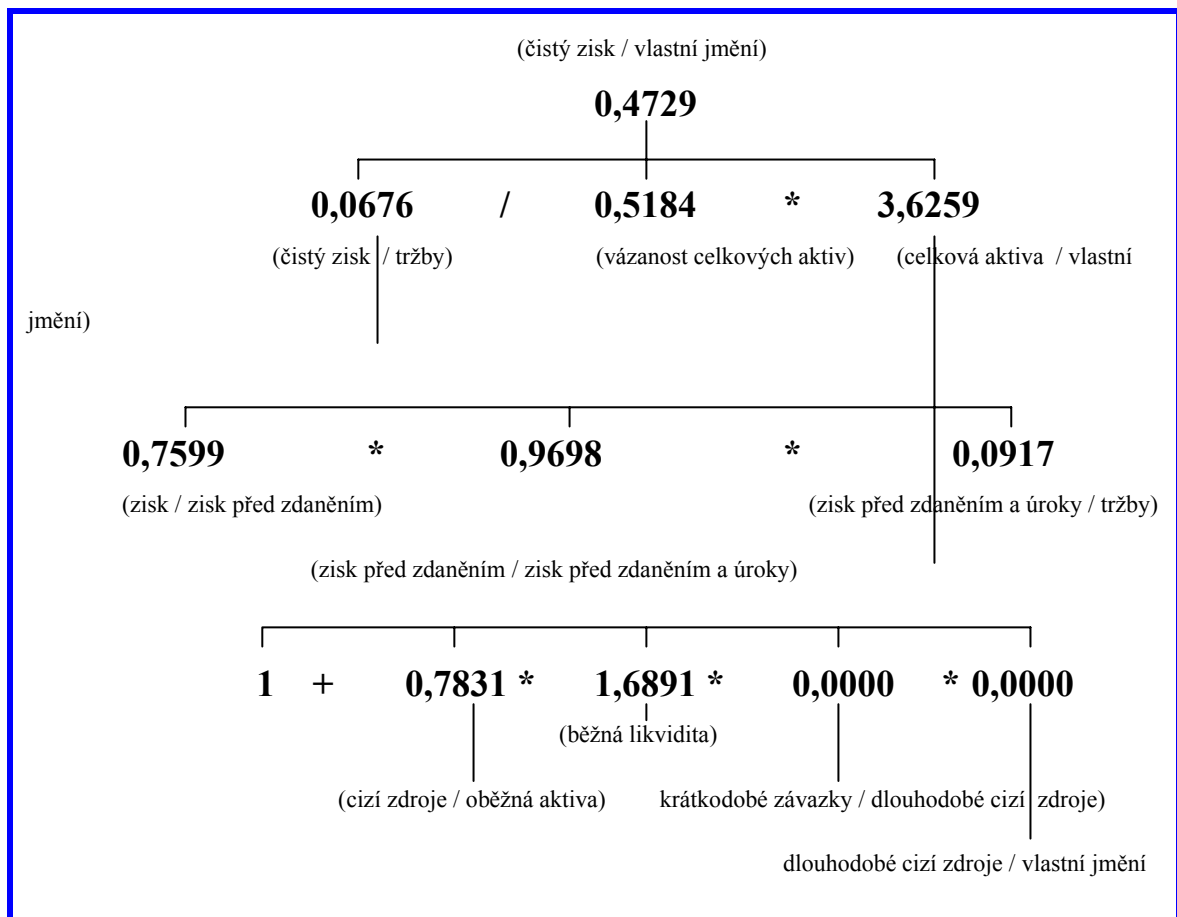 (čistý zisk / vlastní jmění)
0,4729
0,0676 / 0,5184 * 3,6259
(čistý zisk / tržby) (vázanost celkových aktiv) (celková aktiva / vlastní
jmění)
0,7599 * 0,9698 * 0,0917
(zisk / zisk před zdaněním) (zisk před zdaněním a úroky / tržby)
(zisk před zdaněním / zisk před zdaněním a úroky)
1 + 0,7831 * 1,6891 * 0,0000 * 0,0000
(běžná likvidita)
(cizí zdroje / oběžná aktiva) krátkodobé závazky / dlouhodobé cizí zdroje)
dlouhodobé cizí zdroje / vlastní jmění